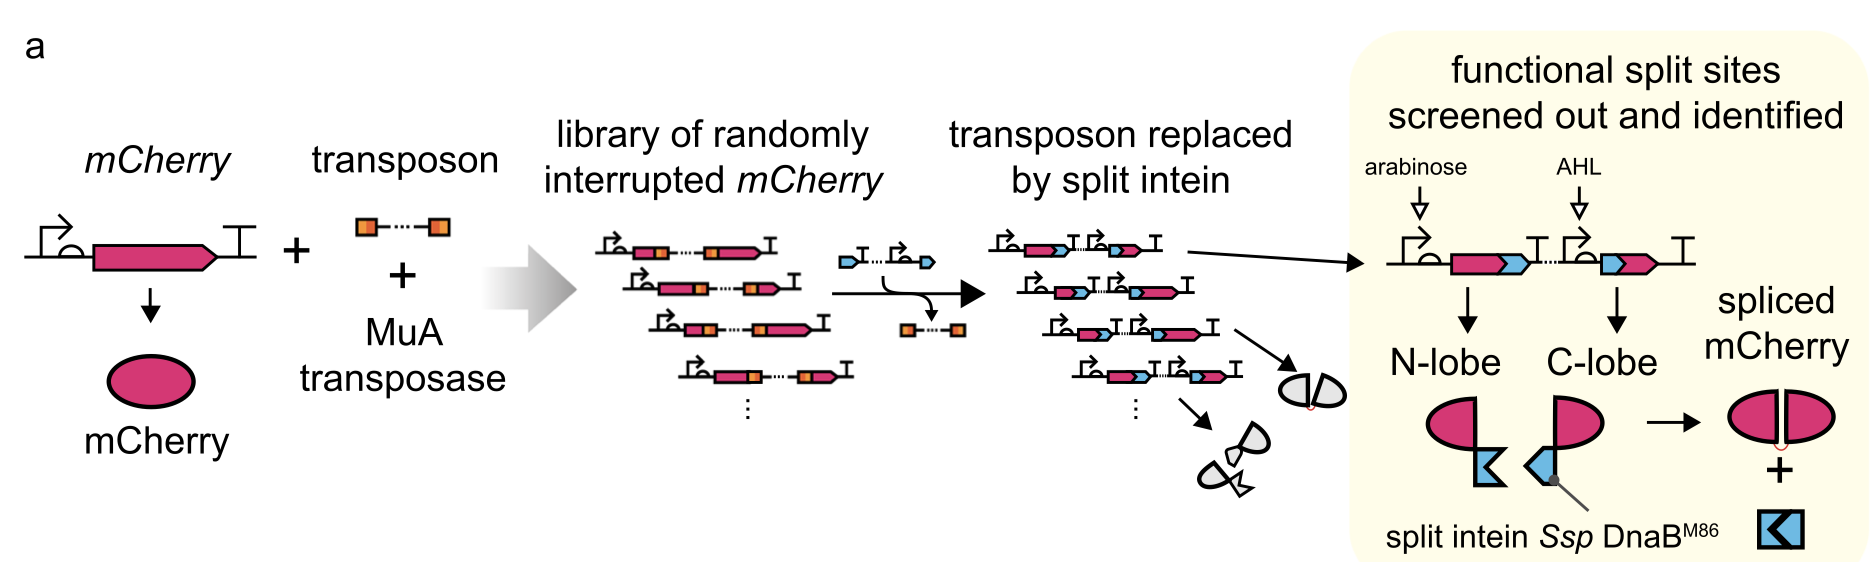 a
mCherry
transposon
+
+
MuA
transposase
mCherry
library of randomly
interrupted mCherry
transposon replaced
by split intein
functional split sites
screened out and identified
arabinose
AHL
N-lobe
C-lobe
spliced
mCherry
+
split intein Ssp DnaB^M86